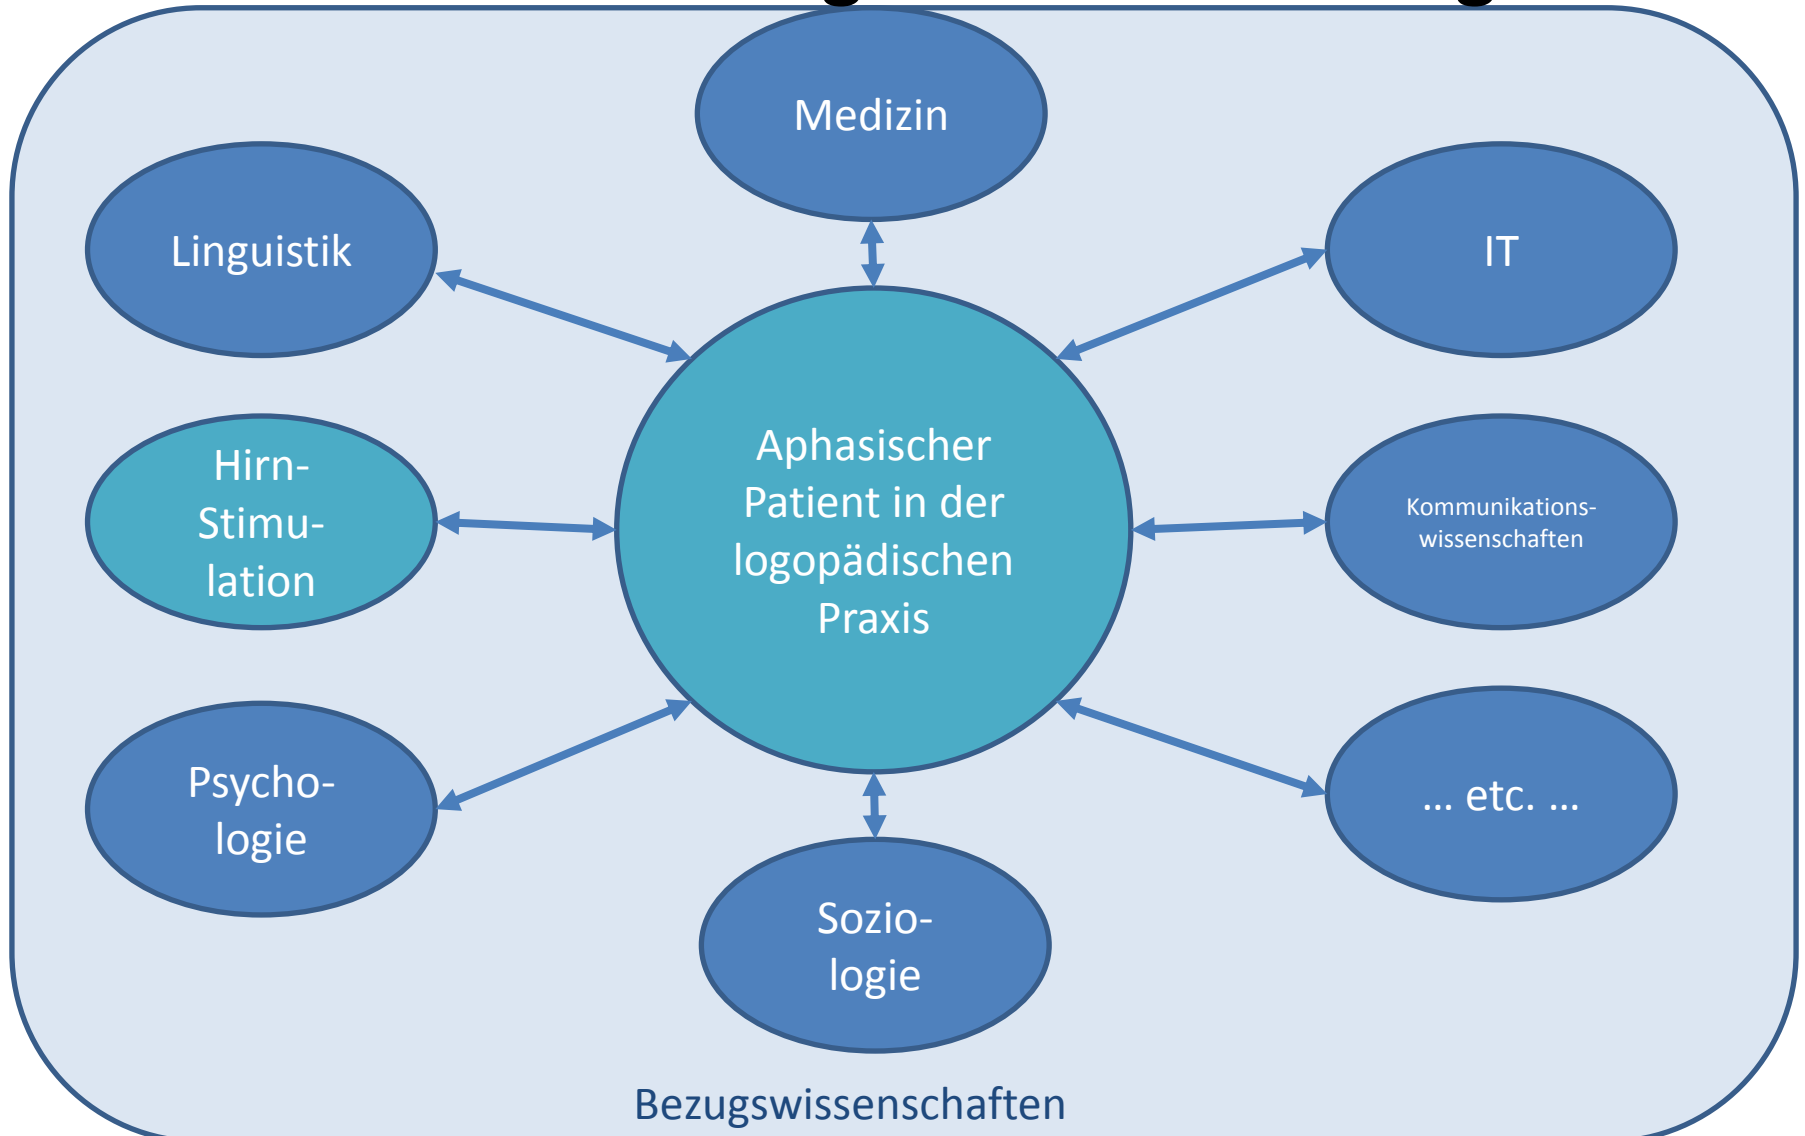 Medizin
Linguistik
IT
Hirn-
Stimu-
lation
Aphasischer
Patient in der
logopädischen
Praxis
Kommunikations-
wissenschaften
Psycho-
logie
... etc. ...
Sozio-
logie
Bezugswissenschaften